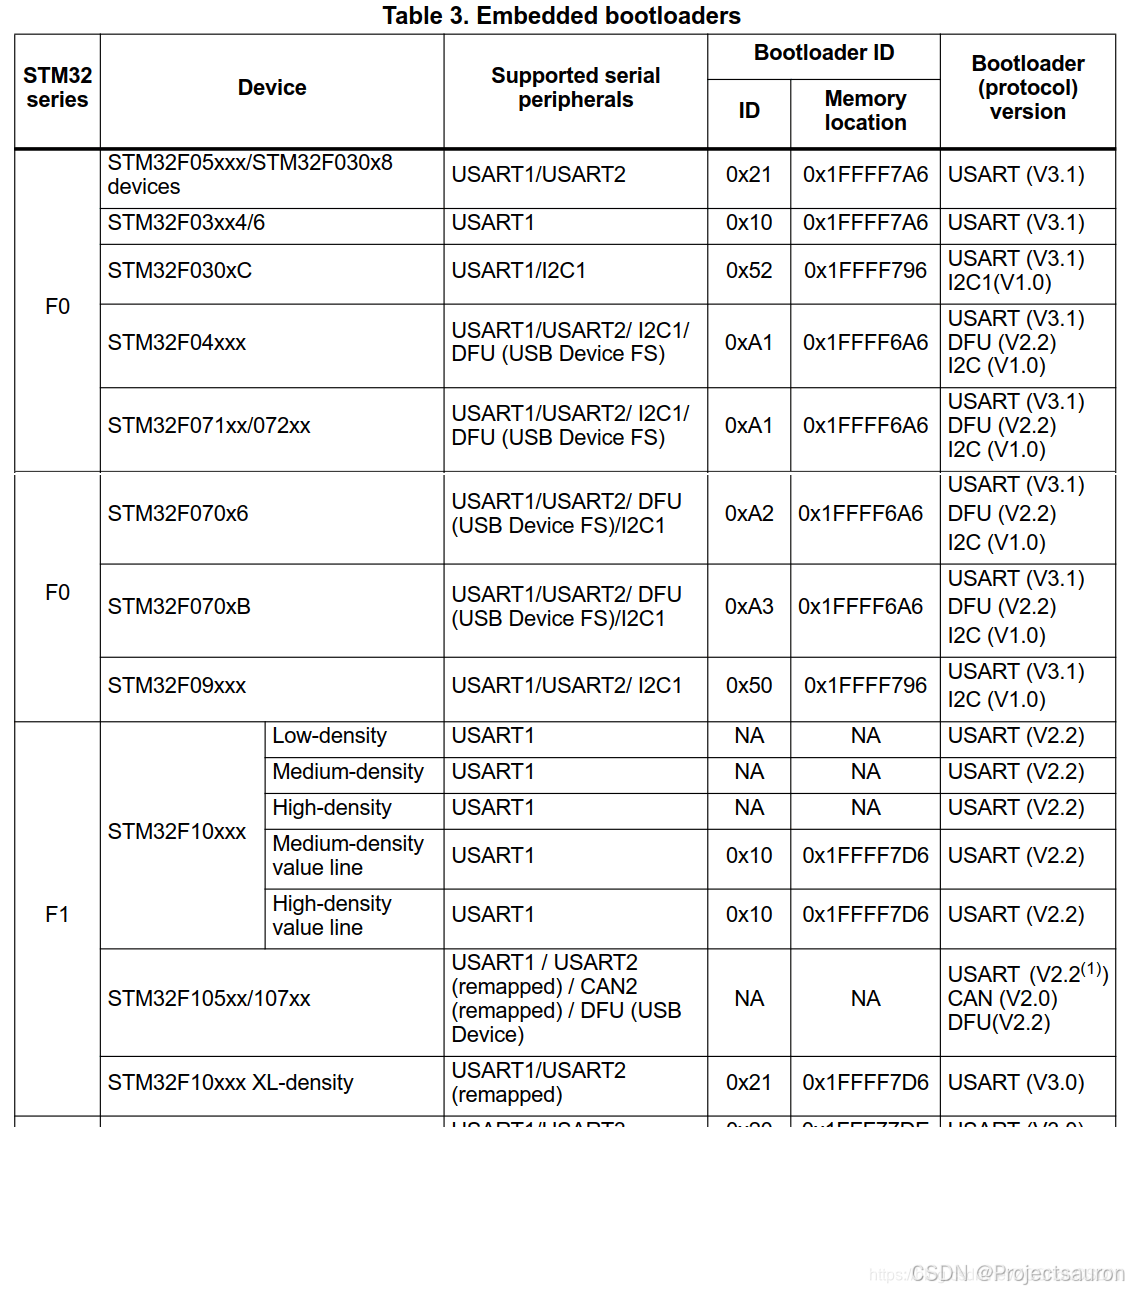 Table 3. Embedded bootloaders
STM32 series
Device
Supported serial peripherals
Bootloader ID
Bootloader (protocol) version
ID
Memory location
F0
STM32F05xxx/STM32F030x8 devices
USART1/USART2
0x21
0x1FFFF7A6
USART (V3.1)
STM32F03xx4/6
USART1
0x10
0x1FFFF7A6
USART (V3.1)
STM32F030xC
USART1/I2C1
0x52
0x1FFFF796
USART (V3.1)
I2C1(V1.0)
STM32F04xxx
USART1/USART2/ I2C1/
DFU (USB Device FS)
0xA1
0x1FFFF6A6
USART (V3.1)
DFU (V2.2)
I2C (V1.0)
STM32F071xx/072xx
USART1/USART2/ I2C1/
DFU (USB Device FS)
0xA1
0x1FFFF6A6
USART (V3.1)
DFU (V2.2)
I2C (V1.0)
F0
STM32F070x6
USART1/USART2/ DFU
(USB Device FS)/I2C1
0xA2
0x1FFFF6A6
USART (V3.1)
DFU (V2.2)
I2C (V1.0)
STM32F070xB
USART1/USART2/ DFU
(USB Device FS)/I2C1
0xA3
0x1FFFF6A6
USART (V3.1)
DFU (V2.2)
I2C (V1.0)
STM32F09xxx
USART1/USART2/ I2C1
0x50
0x1FFFF796
USART (V3.1)
I2C (V1.0)
F1
STM32F10xxx
Low-density
USART1
NA
NA
USART (V2.2)
Medium-density
USART1
NA
NA
USART (V2.2)
High-density
USART1
NA
NA
USART (V2.2)
Medium-density
value line
USART1
0x10
0x1FFFF7D6
USART (V2.2)
High-density
value line
USART1
0x10
0x1FFFF7D6
USART (V2.2)
STM32F105xx/107xx
USART1 / USART2
(remapped) / CAN2
(remapped) / DFU (USB
Device)
NA
NA
USART (V2.2(1))
CAN (V2.0)
DFU(V2.2)
STM32F10xxx XL-density
USART1/USART2
(remapped)
0x21
0x1FFFF7D6
USART (V3.0)
CSDN @Projectsauron